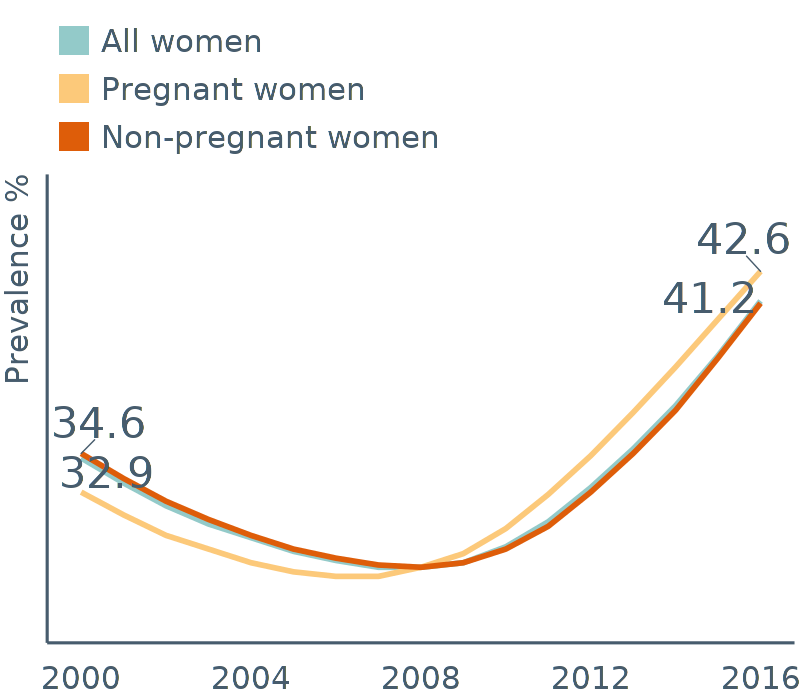 All women
Pregnant women
Non-pregnant women
Prevalence %
42.6
41.2
34.6
32.9
2000 2004 2008 2012 2016